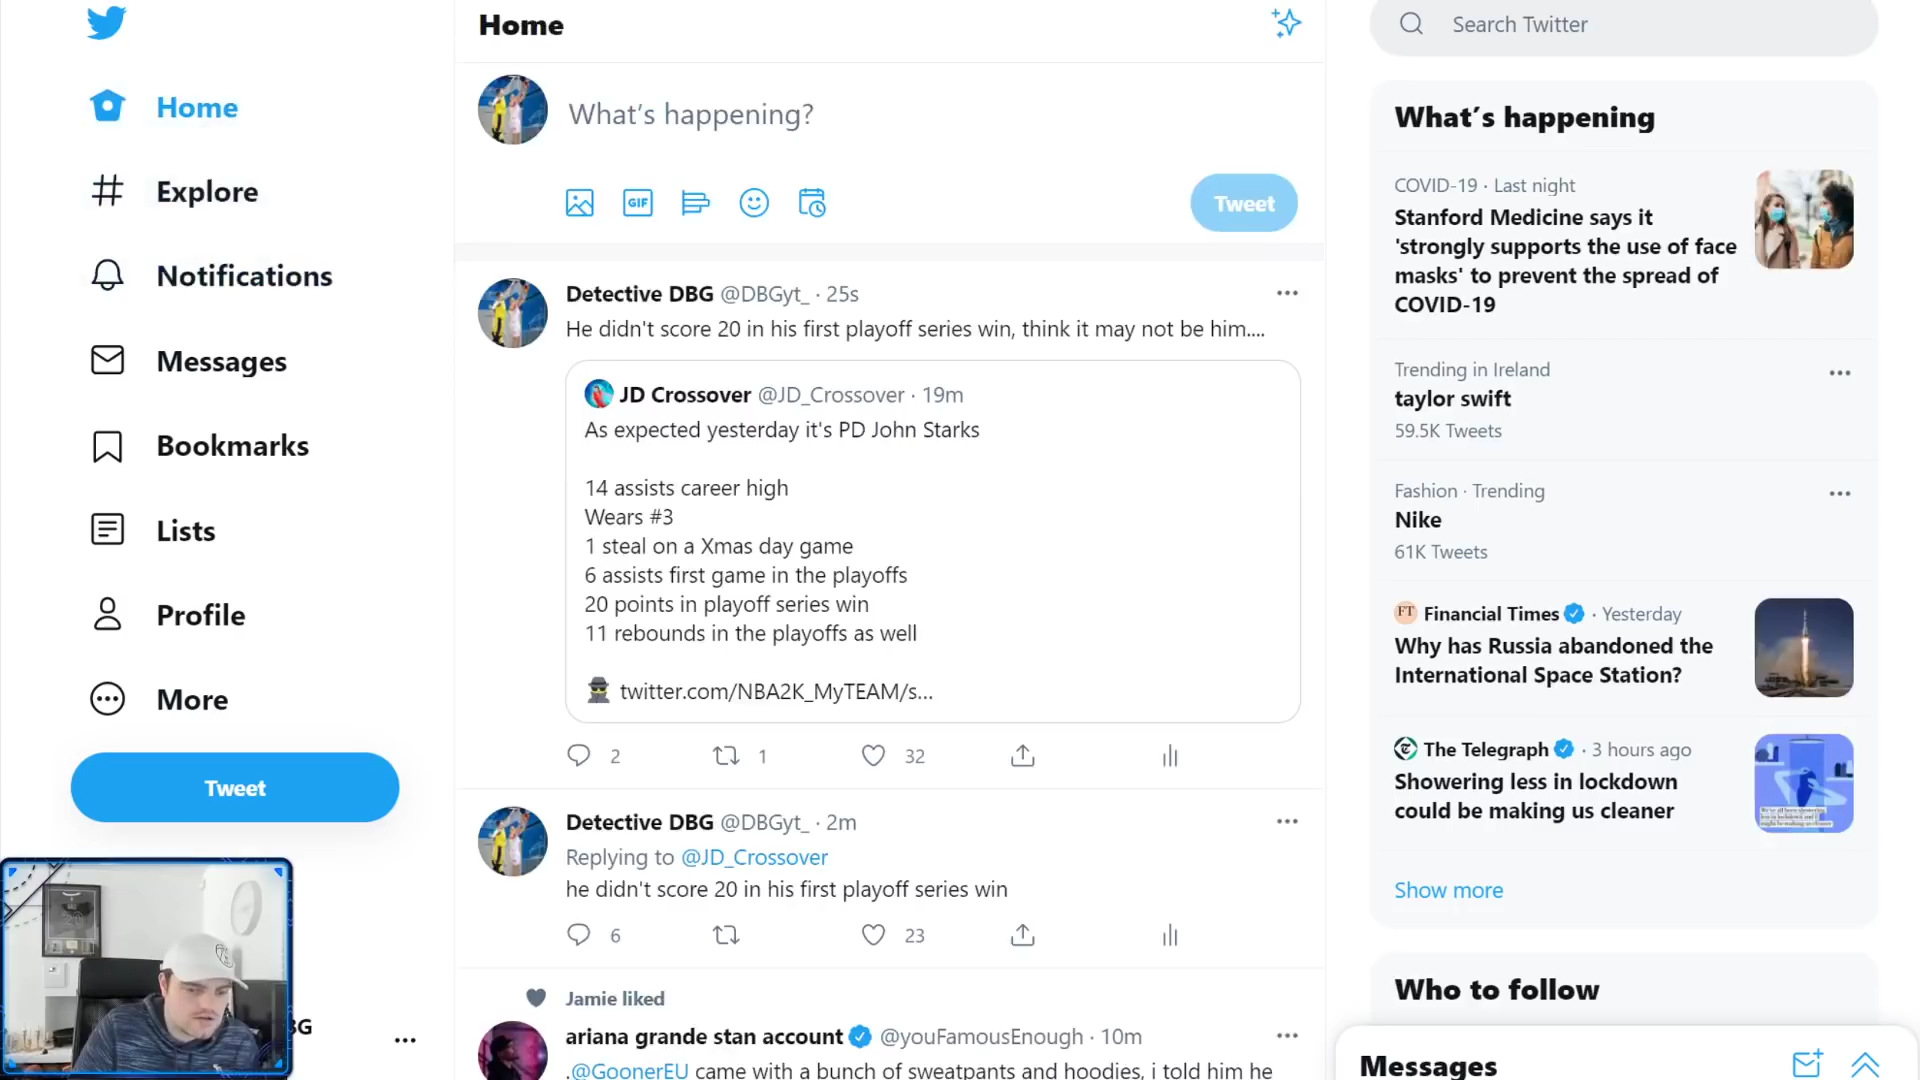 Home
Explore
Notifications
Messages
Bookmarks
Lists
Profile
More
Tweet
BG
Home
What's happening?
GIF
Tweet
Detective DBG @DBGyt_ · 25s
He didn't score 20 in his first playoff series win, think it may not be him....
JD Crossover @JD_Crossover · 19m
As expected yesterday it's PD John Starks
14 assists career high
Wears #3
1 steal on a Xmas day game
6 assists first game in the playoffs
20 points in playoff series win
11 rebounds in the playoffs as well
twitter.com/NBA2K_MyTEAM/s...
2 1 32
Detective DBG @DBGyt_ · 2m
Replying to @JD_Crossover
he didn't score 20 in his first playoff series win
6 23
Jamie liked
ariana grande stan account @youFamousEnough · 10m
.@GoonerEU came with a bunch of sweatpants and hoodies, i told him he
Search Twitter
What's happening
COVID-19 · Last night
Stanford Medicine says it
'strongly supports the use of face
masks' to prevent the spread of
COVID-19
Trending in Ireland
taylor swift
59.5K Tweets
Fashion · Trending
Nike
61K Tweets
FT Financial Times · Yesterday
Why has Russia abandoned the
International Space Station?
The Telegraph · 3 hours ago
Showering less in lockdown
could be making us cleaner
Show more
Who to follow
Messages